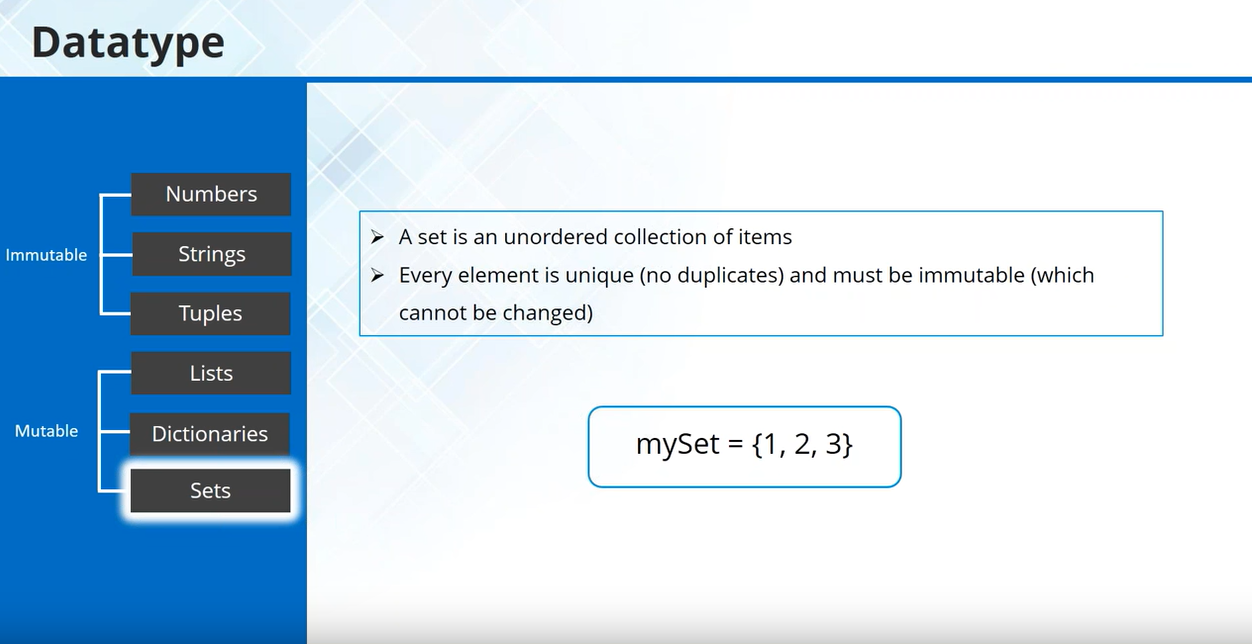 Datatype
Immutable
Numbers
Strings
Tuples
Mutable
Lists
Dictionaries
Sets
➢ A set is an unordered collection of items
➢ Every element is unique (no duplicates) and must be immutable (which
cannot be changed)
mySet = {1, 2, 3}